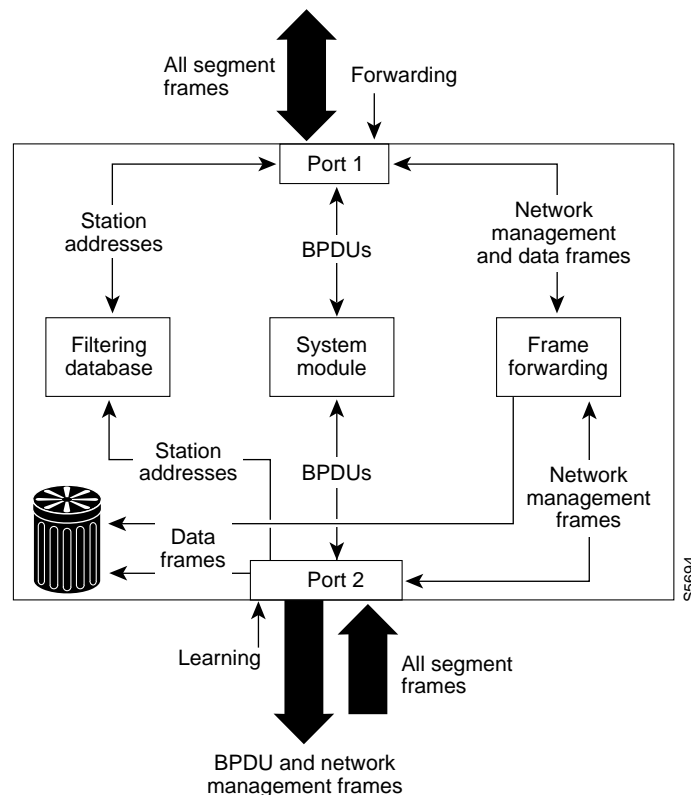 All segment
frames
Forwarding
Port 1
Station
addresses
BPDUs
Network
management
and data frames
Filtering
database
System
module
Frame
forwarding
Station
addresses
BPDUs
Network
management
frames
Data
frames
Port 2
S5694
Learning
All segment
frames
BPDU and network
management frames